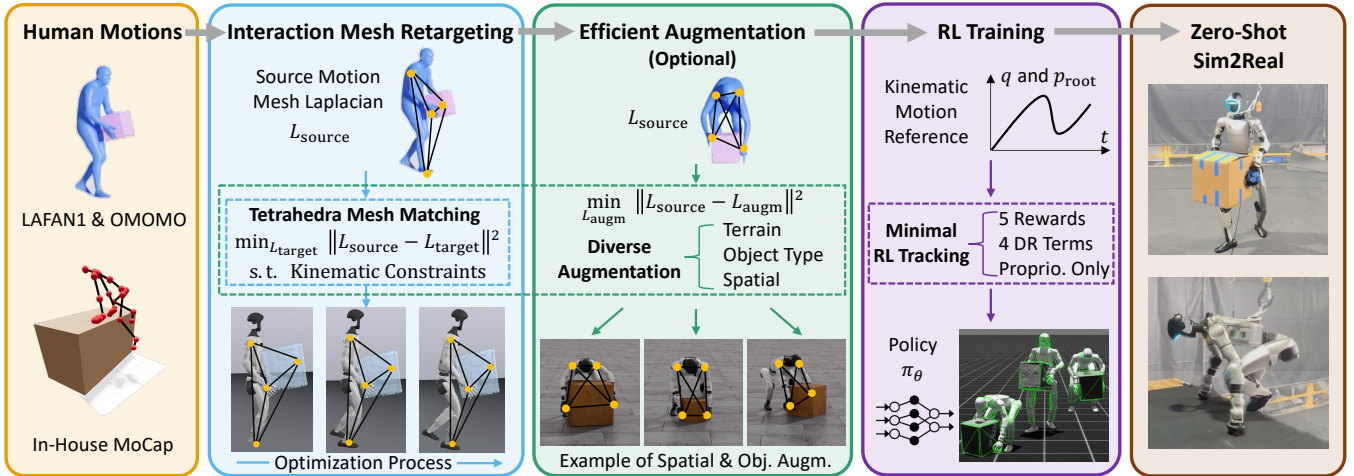 Human Motions
LAFAN1 & OMOMO
In-House MoCap
Interaction Mesh Retargeting
Source Motion
Mesh Laplacian
L_source
Tetrahedra Mesh Matching
min_{L_target} ‖L_source − L_target‖²
s.t. Kinematic Constraints
Optimization Process
Efficient Augmentation
(Optional)
L_source
min_{L_augm} ‖L_source − L_augm‖²
Diverse
Augmentation
Terrain
Object Type
Spatial
Example of Spatial & Obj. Augm.
RL Training
Kinematic
Motion
Reference
q and p_root
t
Minimal
RL Tracking
5 Rewards
4 DR Terms
Proprio. Only
Policy
π_θ
Zero-Shot
Sim2Real